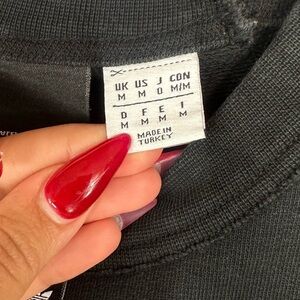 UK US J CON
M M O M/M
D F E I
M M M M
MADE IN
TURKEY